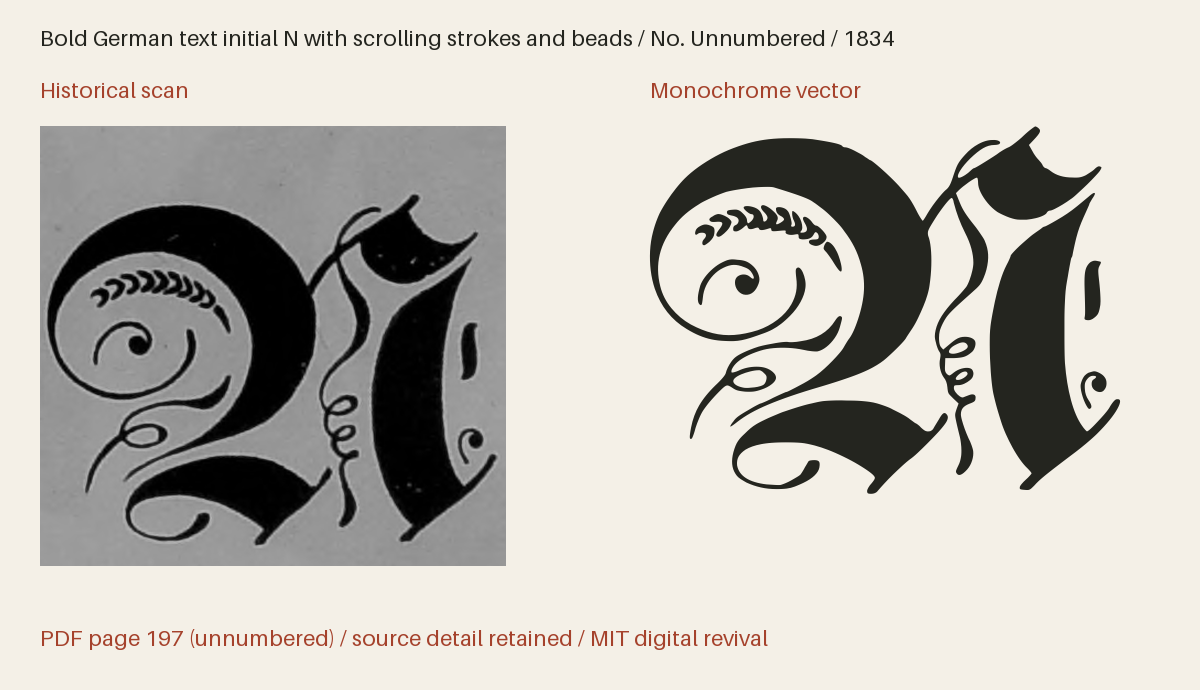 Bold German text initial N with scrolling strokes and beads / No. Unnumbered / 1834
Historical scan
Monochrome vector
N
N
PDF page 197 (unnumbered) / source detail retained / MIT digital revival